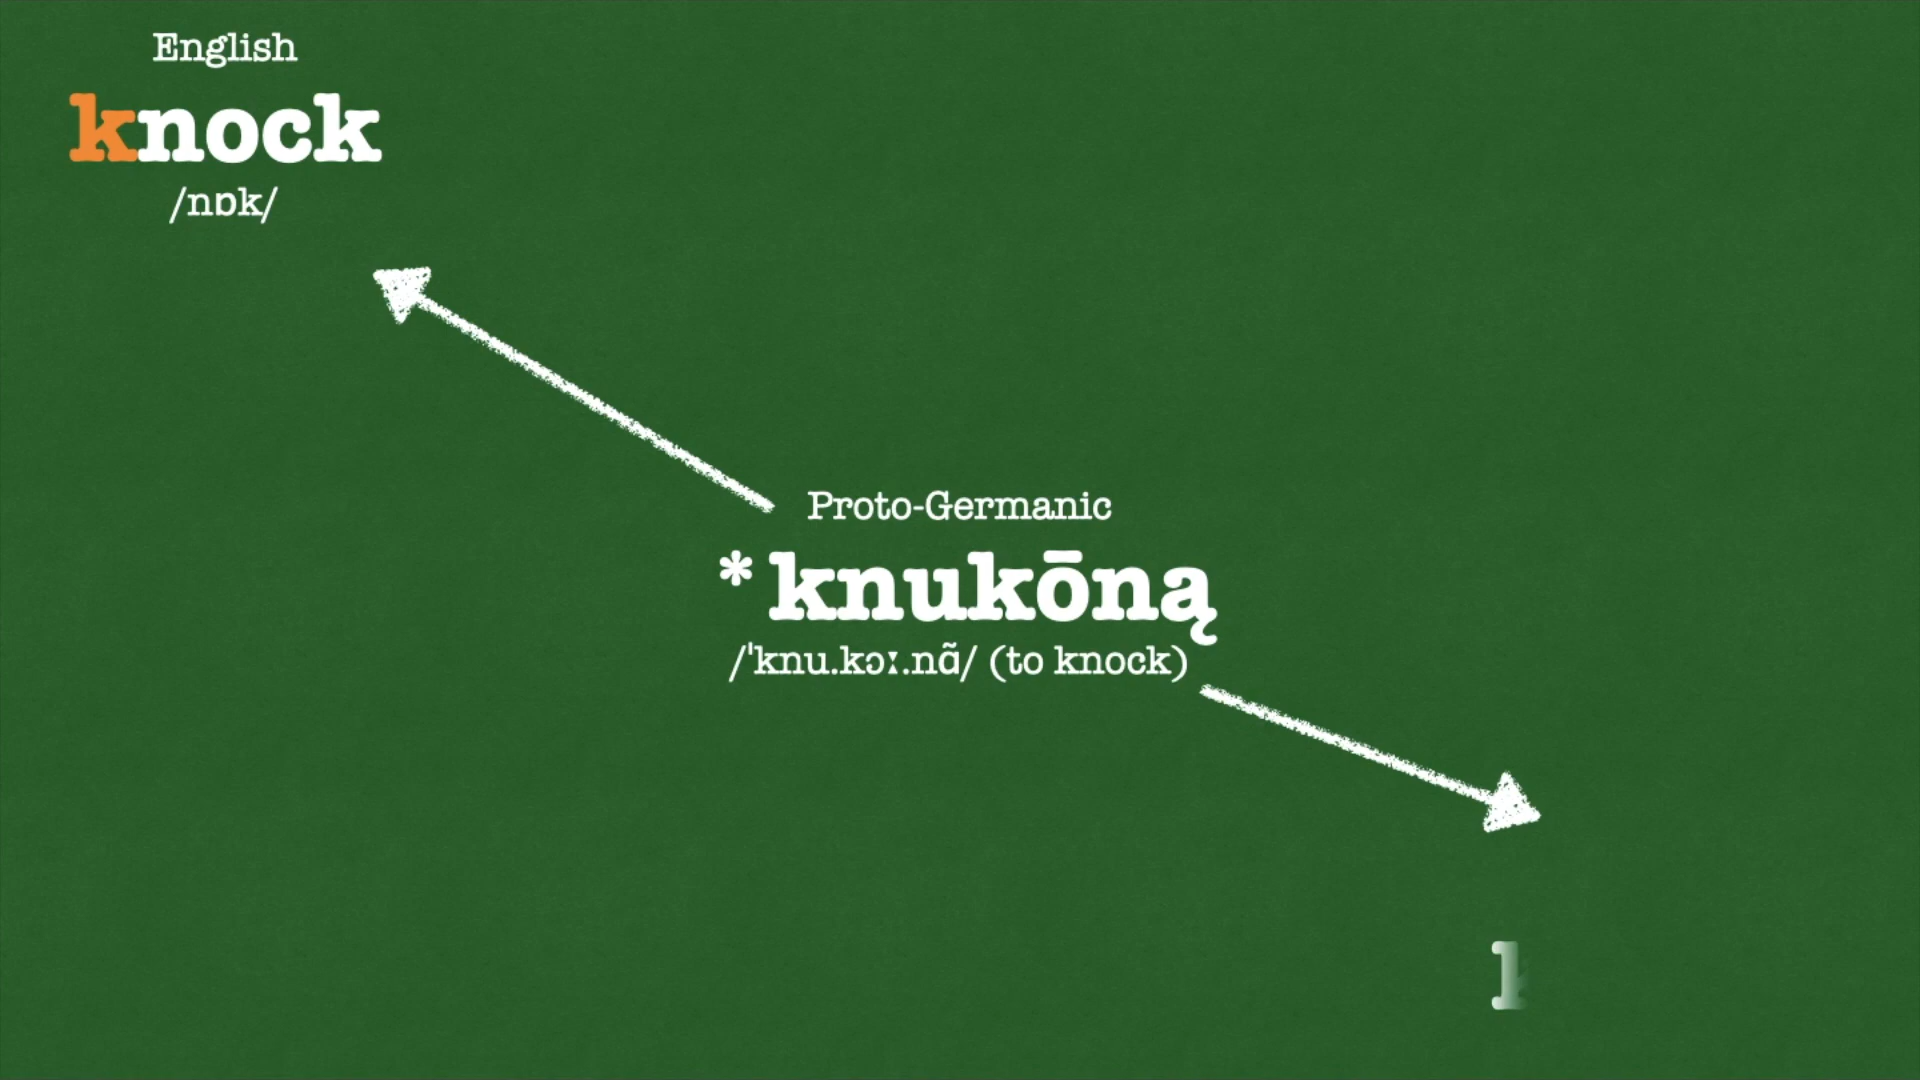 English
knock
/nɒk/
Proto-Germanic
* knukōną
/ˈknu.kɔː.nɑ̃/ (to knock)
k